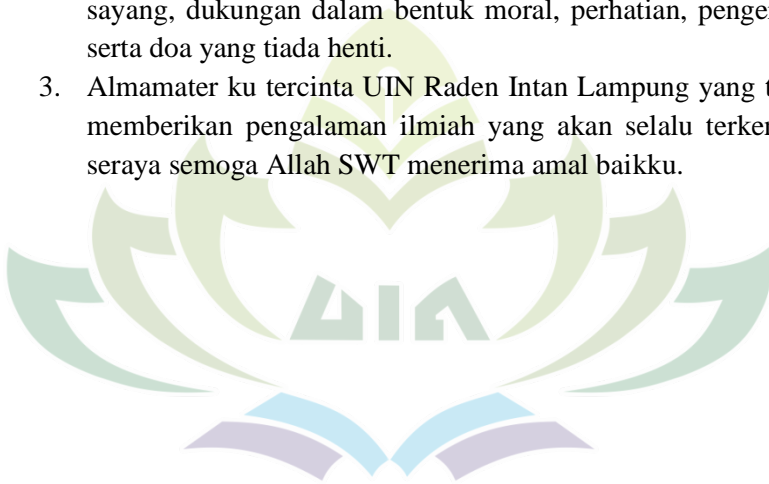 sayang, dukungan dalam bentuk moral, perhatian,
serta doa yang tiada henti.
3. Almamater ku tercinta UIN Raden Intan Lampung yang
memberikan pengalaman ilmiah yang akan selalu
seraya semoga Allah SWT menerima amal baikku.
UIN